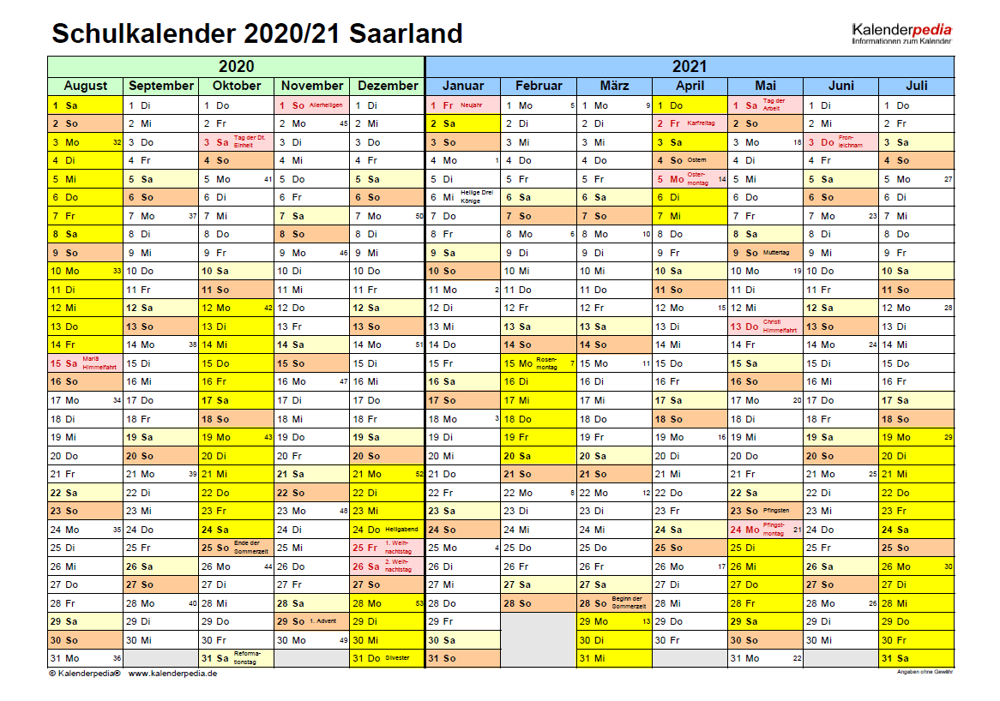 Schulkalender 2020/21 Saarland
Kalenderpedia
Informationen zum Kalender
2020 2021
August September Oktober November Dezember Januar Februar März April Mai Juni Juli
1 Sa 1 Di 1 Do 1 So Allerheiligen 1 Di 1 Fr Neujahr 1 Mo 5 1 Mo 9 1 Do 1 Sa Tag der Arbeit 1 Di 1 Do
2 So 2 Mi 2 Fr 2 Mo 45 2 Mi 2 Sa 2 Di 2 Di 2 Fr Karfreitag 2 So 2 Mi 2 Fr
3 Mo 32 3 Do 3 Sa Tag der Dt. Einheit 3 Di 3 Do 3 So 3 Mi 3 Mi 3 Sa 3 Mo 18 3 Do Fron-leichnam 3 Sa
4 Di 4 Fr 4 So 4 Mi 4 Fr 4 Mo 1 4 Do 4 Do 4 So Ostern 4 Di 4 Fr 4 So
5 Mi 5 Sa 5 Mo 41 5 Do 5 Sa 5 Di 5 Fr 5 Fr 5 Mo Oster-montag 14 5 Mi 5 Sa 5 Mo 27
6 Do 6 So 6 Di 6 Fr 6 So 6 Mi Heilige Drei Könige 6 Sa 6 Sa 6 Di 6 Do 6 So 6 Di
7 Fr 7 Mo 37 7 Mi 7 Sa 7 Mo 50 7 Do 7 So 7 So 7 Mi 7 Fr 7 Mo 23 7 Mi
8 Sa 8 Di 8 Do 8 So 8 Di 8 Fr 8 Mo 6 8 Mo 10 8 Do 8 Sa 8 Di 8 Do
9 So 9 Mi 9 Fr 9 Mo 46 9 Mi 9 Sa 9 Di 9 Di 9 Fr 9 So Muttertag 9 Mi 9 Fr
10 Mo 33 10 Do 10 Sa 10 Di 10 Do 10 So 10 Mi 10 Mi 10 Sa 10 Mo 19 10 Do 10 Sa
11 Di 11 Fr 11 So 11 Mi 11 Fr 11 Mo 2 11 Do 11 Do 11 So 11 Di 11 Fr 11 So
12 Mi 12 Sa 12 Mo 42 12 Do 12 Sa 12 Di 12 Fr 12 Fr 12 Mo 15 12 Mi 12 Sa 12 Mo 28
13 Do 13 So 13 Di 13 Fr 13 So 13 Mi 13 Sa 13 Sa 13 Di 13 Do Christi Himmelfahrt 13 So 13 Di
14 Fr 14 Mo 38 14 Mi 14 Sa 14 Mo 51 14 Do 14 So 14 So 14 Mi 14 Fr 14 Mo 24 14 Mi
15 Sa Mariä Himmelfahrt 15 Di 15 Do 15 So 15 Di 15 Fr 15 Mo Rosen-montag 7 15 Mo 11 15 Do 15 Sa 15 Di 15 Do
16 So 16 Mi 16 Fr 16 Mo 47 16 Mi 16 Sa 16 Di 16 Di 16 Fr 16 So 16 Mi 16 Fr
17 Mo 34 17 Do 17 Sa 17 Di 17 Do 17 So 17 Mi 17 Mi 17 Sa 17 Mo 20 17 Do 17 Sa
18 Di 18 Fr 18 So 18 Mi 18 Fr 18 Mo 3 18 Do 18 Do 18 So 18 Di 18 Fr 18 So
19 Mi 19 Sa 19 Mo 43 19 Do 19 Sa 19 Di 19 Fr 19 Fr 19 Mo 16 19 Mi 19 Sa 19 Mo 29
20 Do 20 So 20 Di 20 Fr 20 So 20 Mi 20 Sa 20 Sa 20 Di 20 Do 20 So 20 Di
21 Fr 21 Mo 39 21 Mi 21 Sa 21 Mo 52 21 Do 21 So 21 So 21 Mi 21 Fr 21 Mo 25 21 Mi
22 Sa 22 Di 22 Do 22 So 22 Di 22 Fr 22 Mo 8 22 Mo 12 22 Do 22 Sa 22 Di 22 Do
23 So 23 Mi 23 Fr 23 Mo 48 23 Mi 23 Sa 23 Di 23 Di 23 Fr 23 So Pfingsten 23 Mi 23 Fr
24 Mo 35 24 Do 24 Sa 24 Di 24 Do Heiligabend 24 So 24 Mi 24 Mi 24 Sa 24 Mo Pfingst-montag 21 24 Do 24 Sa
25 Di 25 Fr 25 So Ende der Sommerzeit 25 Mi 25 Fr 1. Weih-nachtstag 25 Mo 4 25 Do 25 Do 25 So 25 Di 25 Fr 25 So
26 Mi 26 Sa 26 Mo 44 26 Do 26 Sa 2. Weih-nachtstag 26 Di 26 Fr 26 Fr 26 Mo 17 26 Mi 26 Sa 26 Mo 30
27 Do 27 So 27 Di 27 Fr 27 So 27 Mi 27 Sa 27 Sa 27 Di 27 Do 27 So 27 Di
28 Fr 28 Mo 40 28 Mi 28 Sa 28 Mo 53 28 Do 28 So 28 So Beginn der Sommerzeit 28 Mi 28 Fr 28 Mo 26 28 Mi
29 Sa 29 Di 29 Do 29 So 1. Advent 29 Di 29 Fr 29 Mo 13 29 Do 29 Sa 29 Di 29 Do
30 So 30 Mi 30 Fr 30 Mo 49 30 Mi 30 Sa 30 Di 30 Fr 30 So 30 Mi 30 Fr
31 Mo 36 31 Sa Reforma-tionstag 31 Do Silvester 31 So 31 Mi 31 Mo 22 31 Sa
© Kalenderpedia® www.kalenderpedia.de Angaben ohne Gewähr